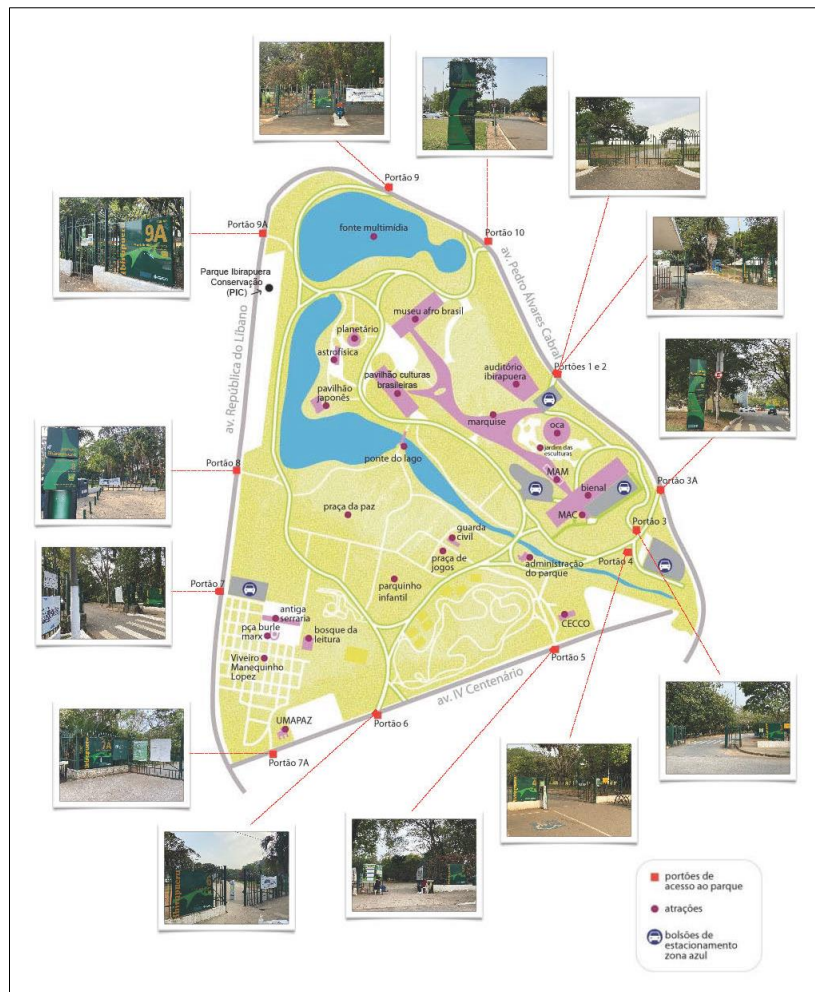 Portão 9
Portão 9A
9A
Portão 10
fonte multimídia
Parque Ibirapuera
Conservação
(PIC)
av. República do Líbano
av. Pedro Álvares Cabral
museu afro brasil
planetário
astrofísica
pavilhão
japonês
pavilhão culturas
brasileiras
auditório
ibirapuera
Portões 1 e 2
marquise
oca
jardim das
esculturas
ponte do lago
MAM
bienal
MAC
Portão 3A
Portão 8
praça da paz
Portão 3
guarda
civil
praça de
jogos
administração
do parque
Portão 4
parquinho
infantil
Portão 7
antiga
serraria
pça burle
marx
bosque da
leitura
Viveiro
Manequinho
Lopez
CECCO
Portão 5
av. IV Centenário
UMAPAZ
Portão 6
Portão 7A
7A
portões de
acesso ao parque
atrações
bolsões de
estacionamento
zona azul